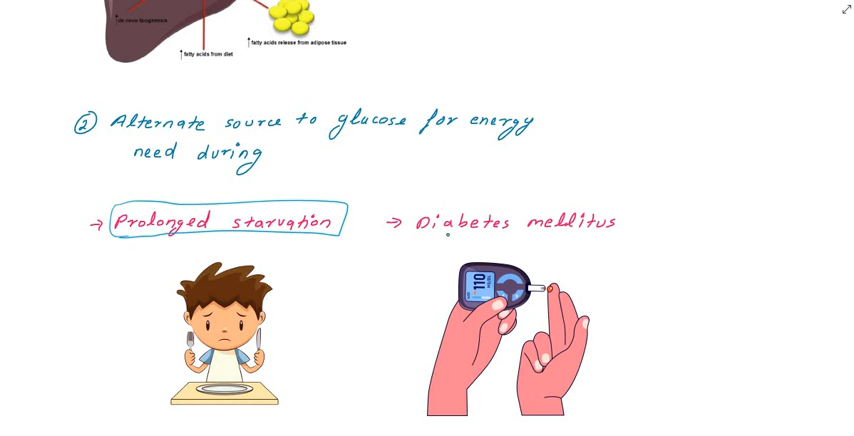 ↑de novo lipogenesis
↑fatty acids from diet
↑fatty acids release from adipose tissue
② Alternate source to glucose for energy
need during
→ Prolonged starvation → Diabetes mellitus
110